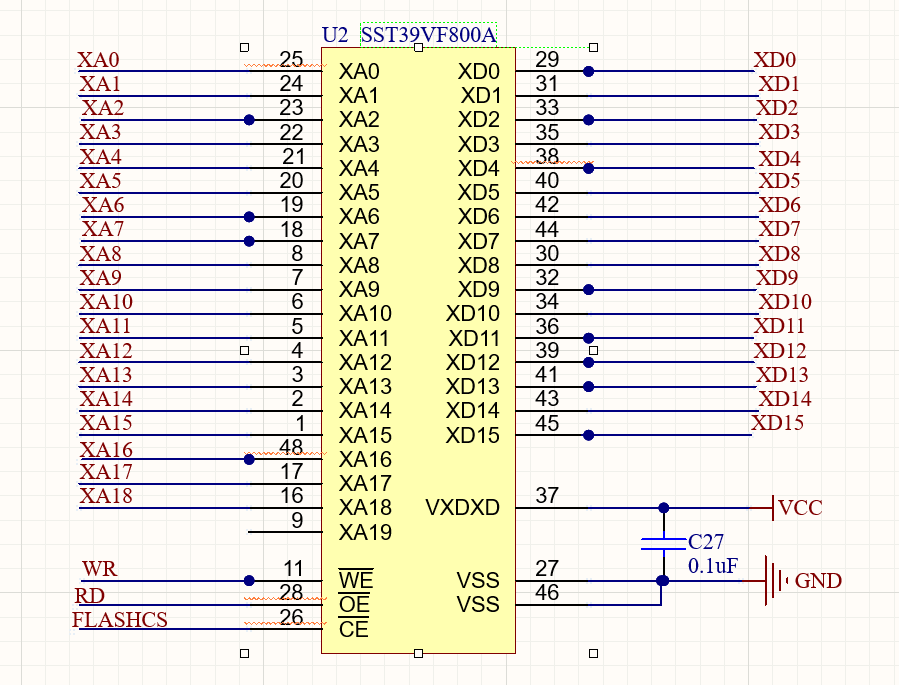 U2 SST39VF800A
XA0 25 XA0 XD0 29 XD0
XA1 24 XA1 XD1 31 XD1
XA2 23 XA2 XD2 33 XD2
XA3 22 XA3 XD3 35 XD3
XA4 21 XA4 XD4 38 XD4
XA5 20 XA5 XD5 40 XD5
XA6 19 XA6 XD6 42 XD6
XA7 18 XA7 XD7 44 XD7
XA8 8 XA8 XD8 30 XD8
XA9 7 XA9 XD9 32 XD9
XA10 6 XA10 XD10 34 XD10
XA11 5 XA11 XD11 36 XD11
XA12 4 XA12 XD12 39 XD12
XA13 3 XA13 XD13 41 XD13
XA14 2 XA14 XD14 43 XD14
XA15 1 XA15 XD15 45 XD15
XA16 48 XA16
XA17 17 XA17
XA18 16 XA18 VXDXD 37 VCC
9 XA19
C27
0.1uF
WR 11 WE VSS 27 GND
RD 28 OE VSS 46
FLASHCS 26 CE